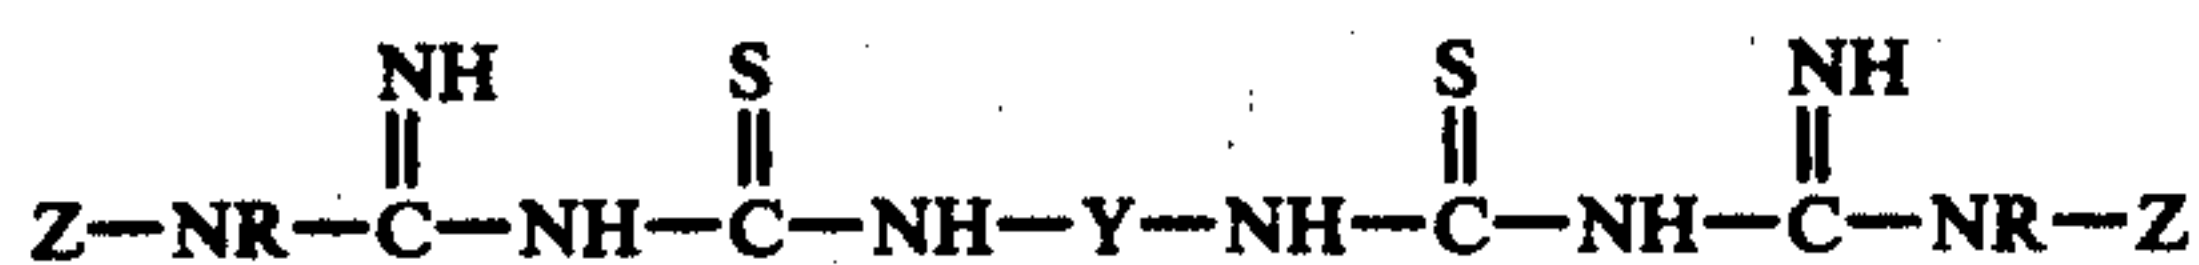 NH S S NH
Z—NR—C—NH—C—NH—Y—NH—C—NH—C—NR—Z